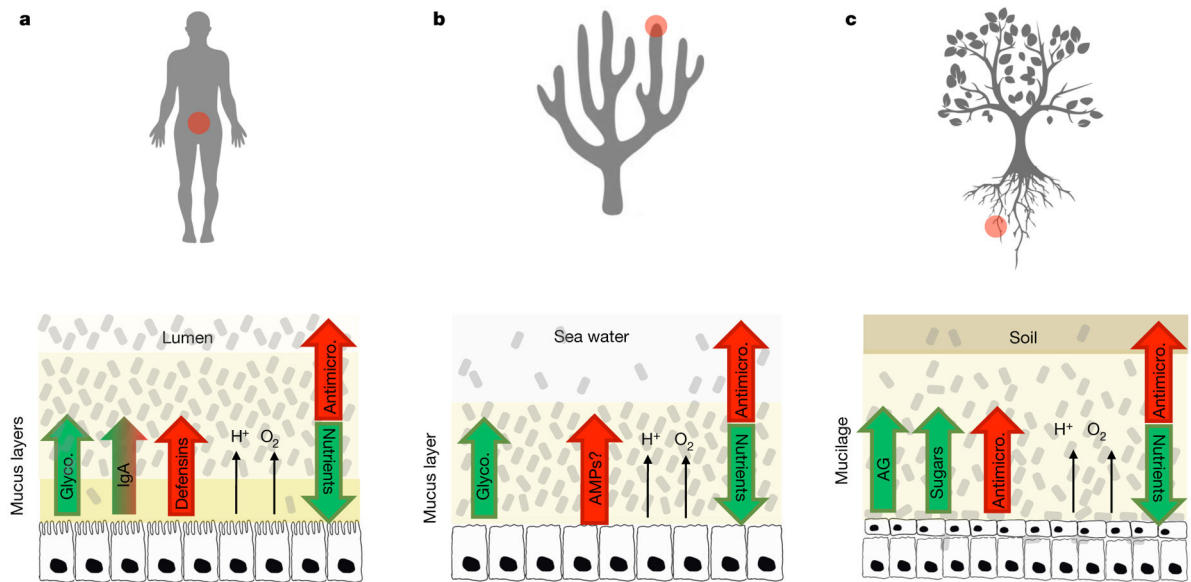 a
b
c
Lumen
Mucus layers
Glyco.
IgA
Defensins
H+
O2
Antimicro.
Nutrients
Sea water
Mucus layer
Glyco.
AMPs?
H+
O2
Antimicro.
Nutrients
Soil
Mucilage
AG
Sugars
Antimicro.
H+
O2
Antimicro.
Nutrients